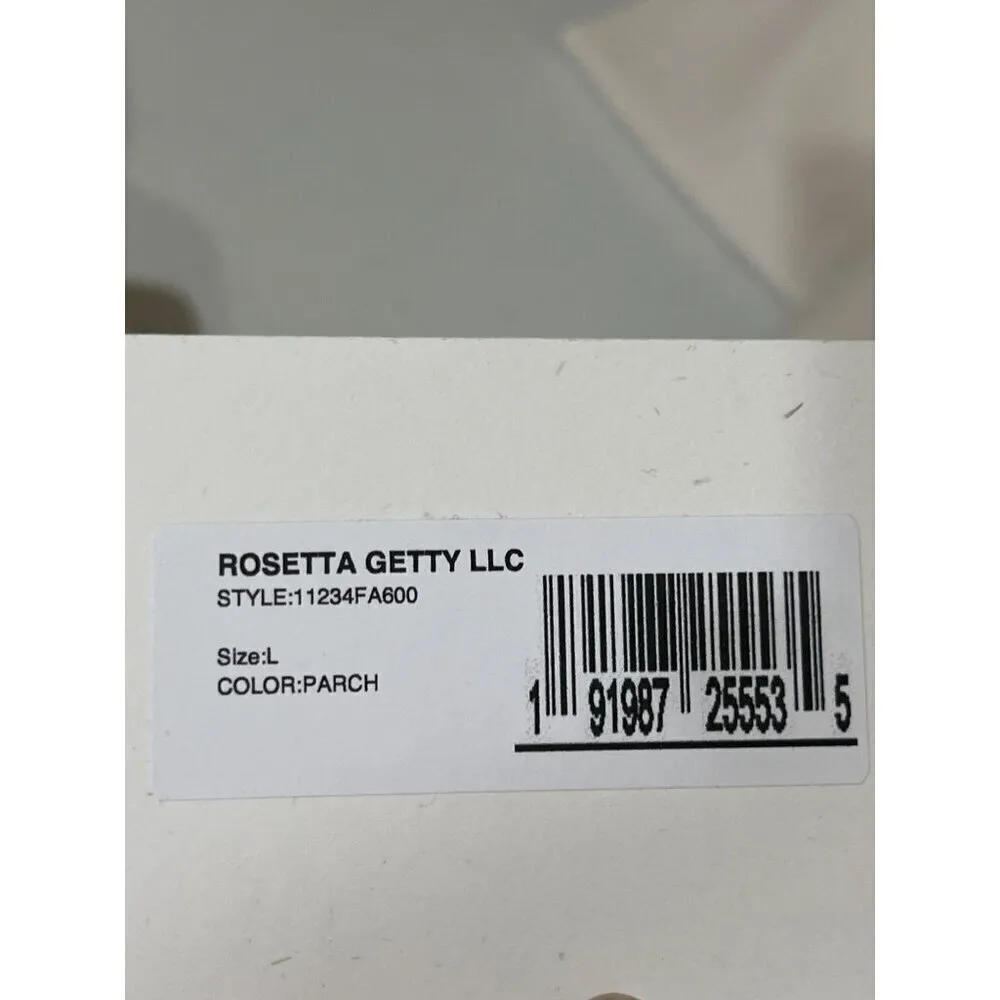 ROSETTA GETTY LLC
STYLE:11234FA600
Size:L
COLOR:PARCH
1 91987 25553 5